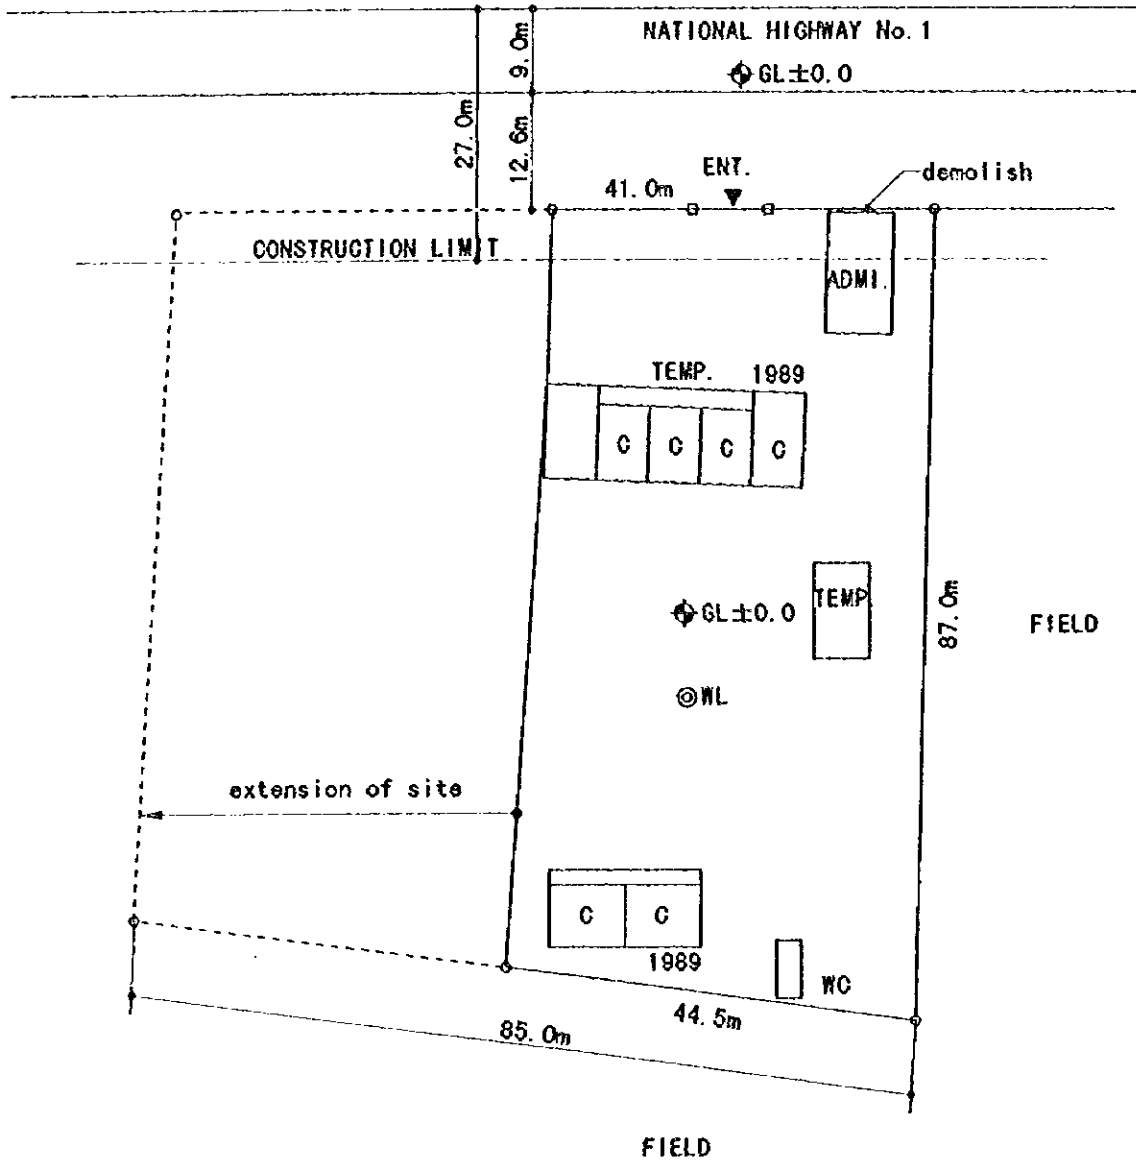 NATIONAL HIGHWAY No.1
9.0m
GL±0.0
27.0m
12.6m
ENT.
demolish
41.0m
CONSTRUCTION LIMIT
ADMI.
TEMP. 1989
C C C C
TEMP
GL±0.0
87.0m
FIELD
WL
extension of site
C C
1989
WC
44.5m
85.0m
FIELD